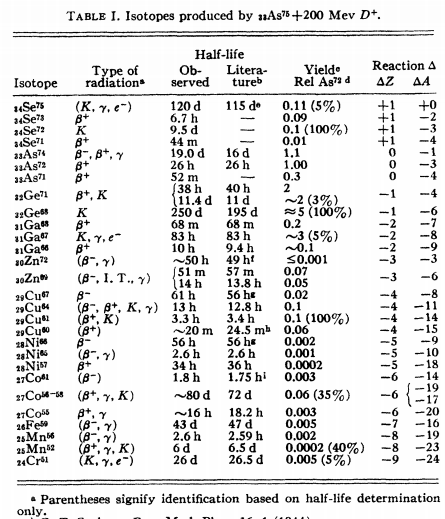 TABLE I. Isotopes produced by ₃₃As⁷⁵+200 Mev D⁺.
Half-life
Type of Ob- Litera- Yieldᶜ Reaction Δ
Isotope radiationᵃ served tureᵇ Rel As⁷² ᵈ ΔZ ΔA
₃₄Se⁷⁵ (K, γ, e⁻) 120 d 115 dᵉ 0.11 (5%) +1 +0
₃₄Se⁷³ β⁺ 6.7 h — 0.09 +1 −2
₃₄Se⁷² K 9.5 d — 0.1 (100%) +1 −3
₃₄Se⁷¹ β⁺ 44 m — 0.01 +1 −4
₃₃As⁷⁴ β⁻, β⁺, γ 19.0 d 16 d 1.1 0 −1
₃₃As⁷² β⁺ 26 h 26 h 1.00 0 −3
₃₃As⁷¹ β⁺ 52 m — 0.3 0 −4
₃₂Ge⁷¹ β⁺, K {38 h 40 h 2 −1 −4
11.4 d 11 d ∼2 (3%)
₃₂Ge⁶⁸ K 250 d 195 d ≈5 (100%) −1 −6
₃₁Ga⁶⁸ β⁺ 68 m 68 m 0.2 −2 −7
₃₁Ga⁶⁷ K, γ, e⁻ 83 h 83 h ∼3 (5%) −2 −8
₃₁Ga⁶⁶ β⁺ 10 h 9.4 h ∼0.1 −2 −9
₃₀Zn⁷² (β⁻, γ) ∼50 h 49 hᶠ ≤0.001 −3 −3
₃₀Zn⁶⁹ (β⁻, I. T., γ) {51 m 57 m 0.07 −3 −6
14 h 13.8 h 0.05
₂₉Cu⁶⁷ β⁻ 61 h 56 hᵍ 0.02 −4 −8
₂₉Cu⁶⁴ (β⁻, β⁺, K, γ) 13 h 12.8 h 0.1 −4 −11
₂₉Cu⁶¹ (β⁺, K) 3.3 h 3.4 h 0.1 (100%) −4 −14
₂₉Cu⁶⁰ (β⁺) ∼20 m 24.5 mʰ 0.06 −4 −15
₂₈Ni⁶⁶ β⁻ 56 h 56 hᵍ 0.002 −5 −9
₂₈Ni⁶⁵ (β⁻, γ) 2.6 h 2.6 h 0.001 −5 −10
₂₈Ni⁵⁷ β⁺ 34 h 36 h 0.0002 −5 −18
₂₇Co⁶¹ (β⁻) 1.8 h 1.75 hⁱ 0.003 −6 −14
₂₇Co⁵⁶⁻⁵⁸ (β⁺, γ, K) ∼80 d 72 d 0.06 (35%) −6 {−19
−17
₂₇Co⁵⁵ β⁺, γ ∼16 h 18.2 h 0.003 −6 −20
₂₆Fe⁵⁹ (β⁻, γ) 43 d 47 d 0.005 −7 −16
₂₅Mn⁵⁶ (β⁻, γ) 2.6 h 2.59 h 0.002 −8 −19
₂₅Mn⁵² (β⁺, γ, K) 6 d 6.5 d 0.0002 (40%) −8 −23
₂₄Cr⁵¹ (K, γ, e⁻) 26 d 26.5 d 0.005 (5%) −9 −24
ᵃ Parentheses signify identification based on half-life determination
only.